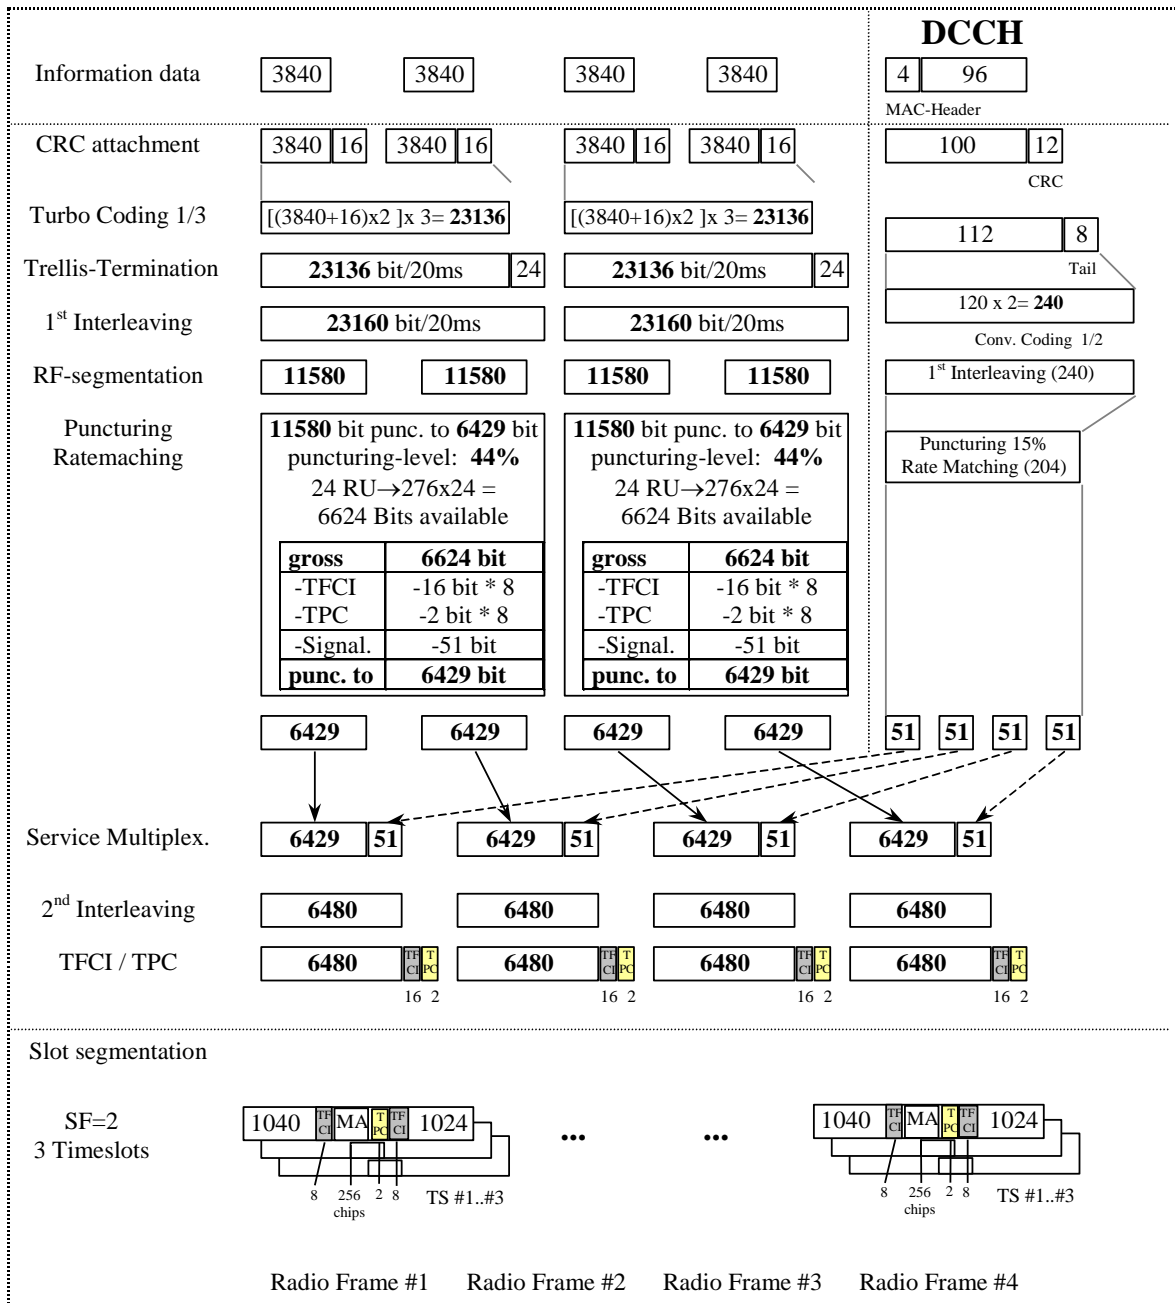 DCCH
Information data 3840 3840 3840 3840 4 96
MAC-Header
CRC attachment 3840 16 3840 16 3840 16 3840 16 100 12
CRC
Turbo Coding 1/3 [(3840+16)x2 ]x 3= 23136 [(3840+16)x2 ]x 3= 23136
112 8
Tail
Trellis-Termination 23136 bit/20ms 24 23136 bit/20ms 24
120 x 2= 240
Conv. Coding 1/2
1st Interleaving 23160 bit/20ms 23160 bit/20ms
RF-segmentation 11580 11580 11580 11580 1st Interleaving (240)
Puncturing
Ratemaching
11580 bit punc. to 6429 bit
puncturing-level: 44%
24 RU→276x24 =
6624 Bits available
gross 6624 bit
-TFCI -16 bit * 8
-TPC -2 bit * 8
-Signal. -51 bit
punc. to 6429 bit
11580 bit punc. to 6429 bit
puncturing-level: 44%
24 RU→276x24 =
6624 Bits available
gross 6624 bit
-TFCI -16 bit * 8
-TPC -2 bit * 8
-Signal. -51 bit
punc. to 6429 bit
Puncturing 15%
Rate Matching (204)
6429 6429 6429 6429 51 51 51 51
Service Multiplex. 6429 51 6429 51 6429 51 6429 51
2nd Interleaving 6480 6480 6480 6480
TFCI / TPC 6480 TF CI T PC 6480 TF CI T PC 6480 TF CI T PC 6480 TF CI T PC
16 2 16 2 16 2 16 2
Slot segmentation
SF=2
3 Timeslots
1040 TF CI MA T PC TF CI 1024 ... ... 1040 TF CI MA T PC TF CI 1024
8 256 2 8 TS #1..#3 8 256 2 8 TS #1..#3
chips chips
Radio Frame #1 Radio Frame #2 Radio Frame #3 Radio Frame #4